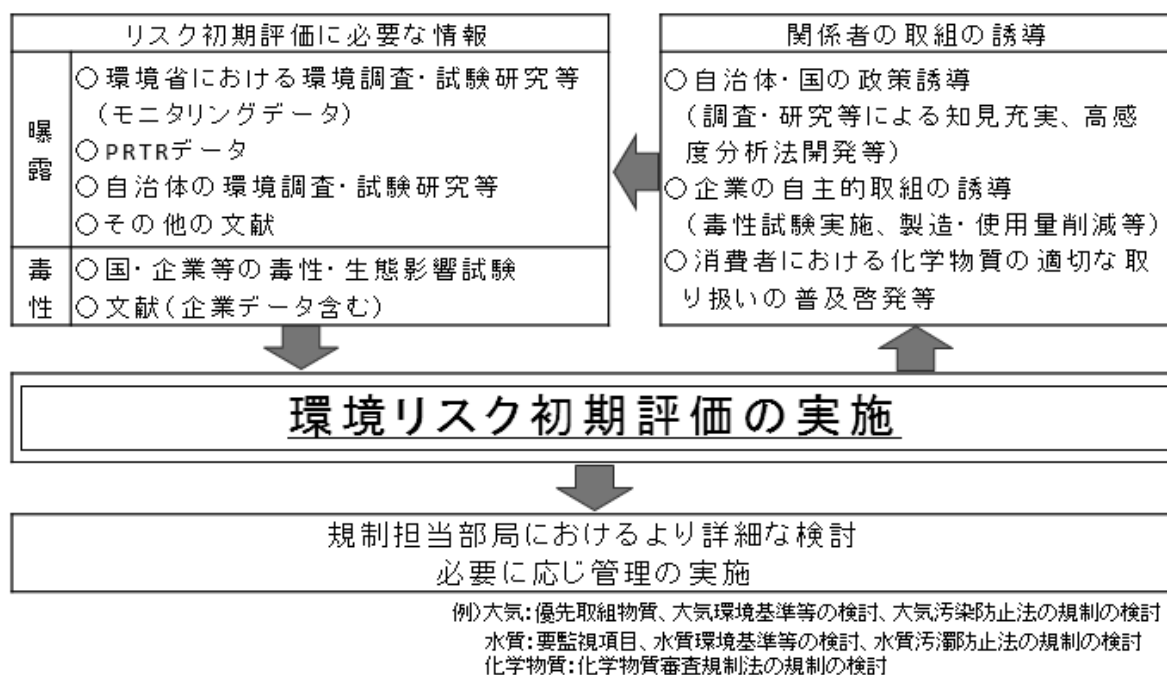 リスク初期評価に必要な情報
曝露
○環境省における環境調査・試験研究等
（モニタリングデータ）
○PRTRデータ
○自治体の環境調査・試験研究等
○その他の文献
毒性
○国・企業等の毒性・生態影響試験
○文献（企業データ含む）
関係者の取組の誘導
○自治体・国の政策誘導
（調査・研究等による知見充実、高感
度分析法開発等）
○企業の自主的取組の誘導
（毒性試験実施、製造・使用量削減等）
○消費者における化学物質の適切な取
り扱いの普及啓発等
環境リスク初期評価の実施
規制担当部局におけるより詳細な検討
必要に応じ管理の実施
例）大気：優先取組物質、大気環境基準等の検討、大気汚染防止法の規制の検討
水質：要監視項目、水質環境基準等の検討、水質汚濁防止法の規制の検討
化学物質：化学物質審査規制法の規制の検討